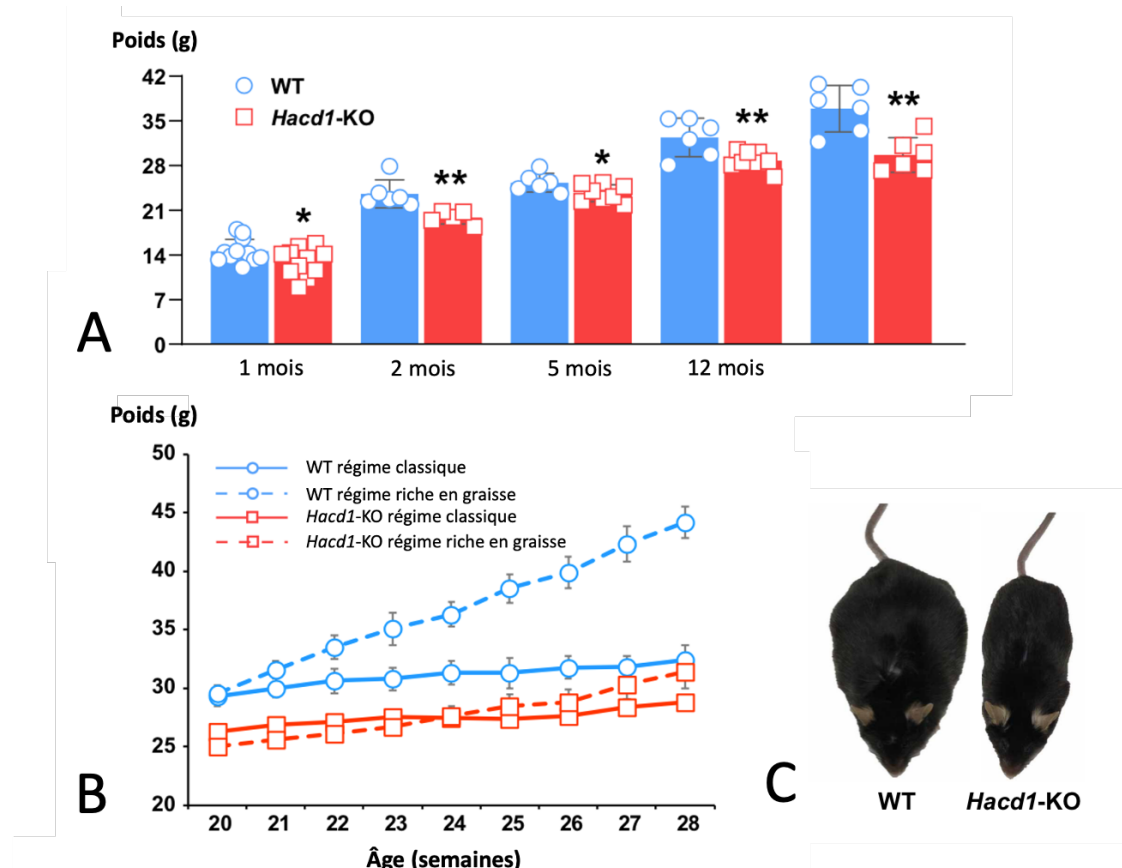 Poids (g)
42
35
28
21
14
7
0
WT
Hacd1-KO
*
**
*
**
**
A
1 mois
2 mois
5 mois
12 mois
Poids (g)
50
45
40
35
30
25
20
WT régime classique
WT régime riche en graisse
Hacd1-KO régime classique
Hacd1-KO régime riche en graisse
B
20 21 22 23 24 25 26 27 28
Âge (semaines)
C
WT
Hacd1-KO